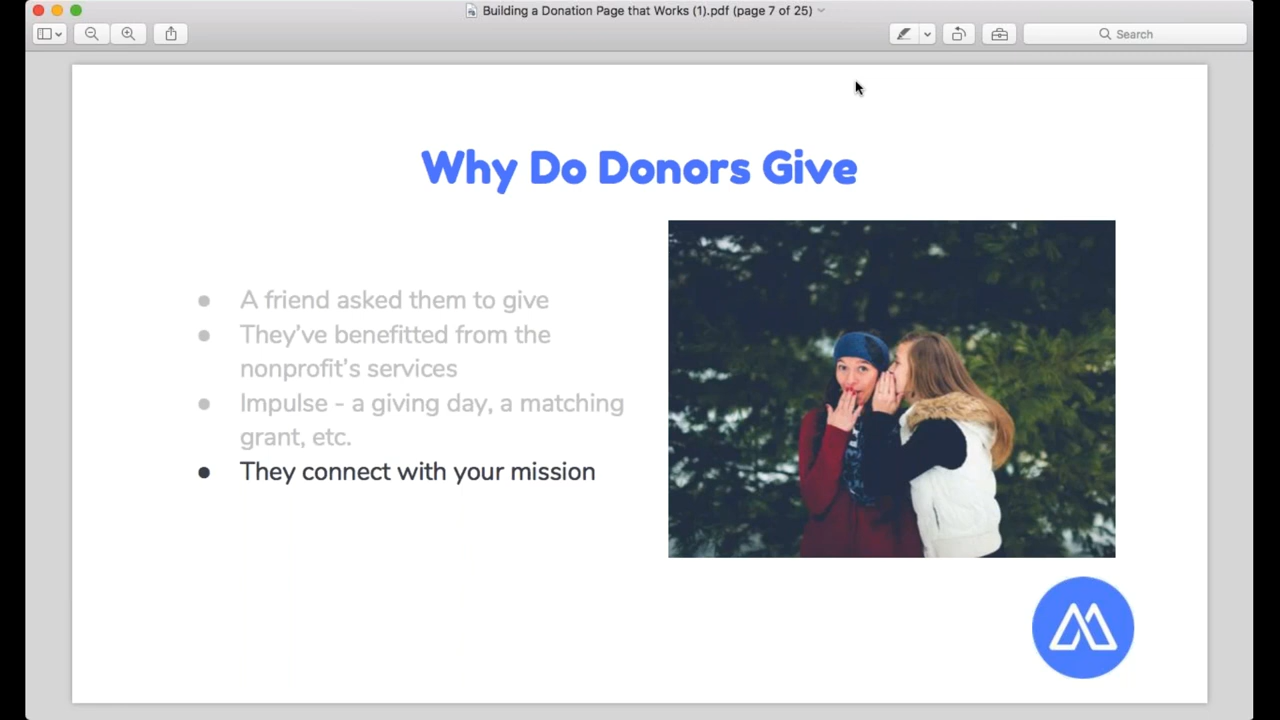 Building a Donation Page that Works (1).pdf (page 7 of 25)
Search
Why Do Donors Give
● A friend asked them to give
● They've benefitted from the
nonprofit's services
● Impulse - a giving day, a matching
grant, etc.
● They connect with your mission